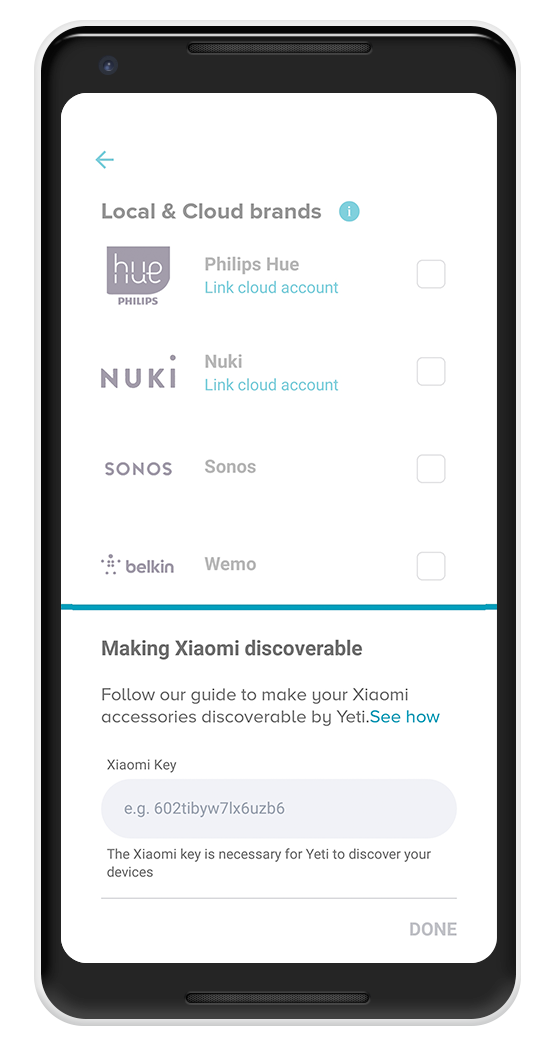 Local & Cloud brands i
hue
PHILIPS
Philips Hue
Link cloud account
NUKI
Nuki
Link cloud account
SONOS
Sonos
belkin
Wemo
Making Xiaomi discoverable
Follow our guide to make your Xiaomi
accessories discoverable by Yeti.See how
Xiaomi Key
e.g. 602tibyw7lx6uzb6
The Xiaomi key is necessary for Yeti to discover your
devices
DONE